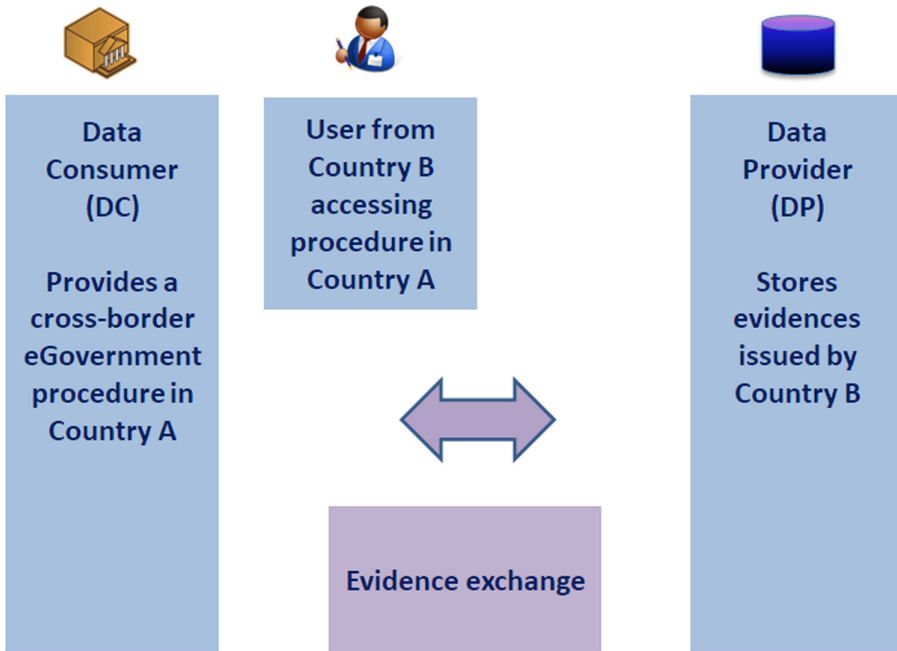 Data
Consumer
(DC)
Provides a
cross-border
eGovernment
procedure in
Country A
User from
Country B
accessing
procedure in
Country A
Data
Provider
(DP)
Stores
evidences
issued by
Country B
Evidence exchange